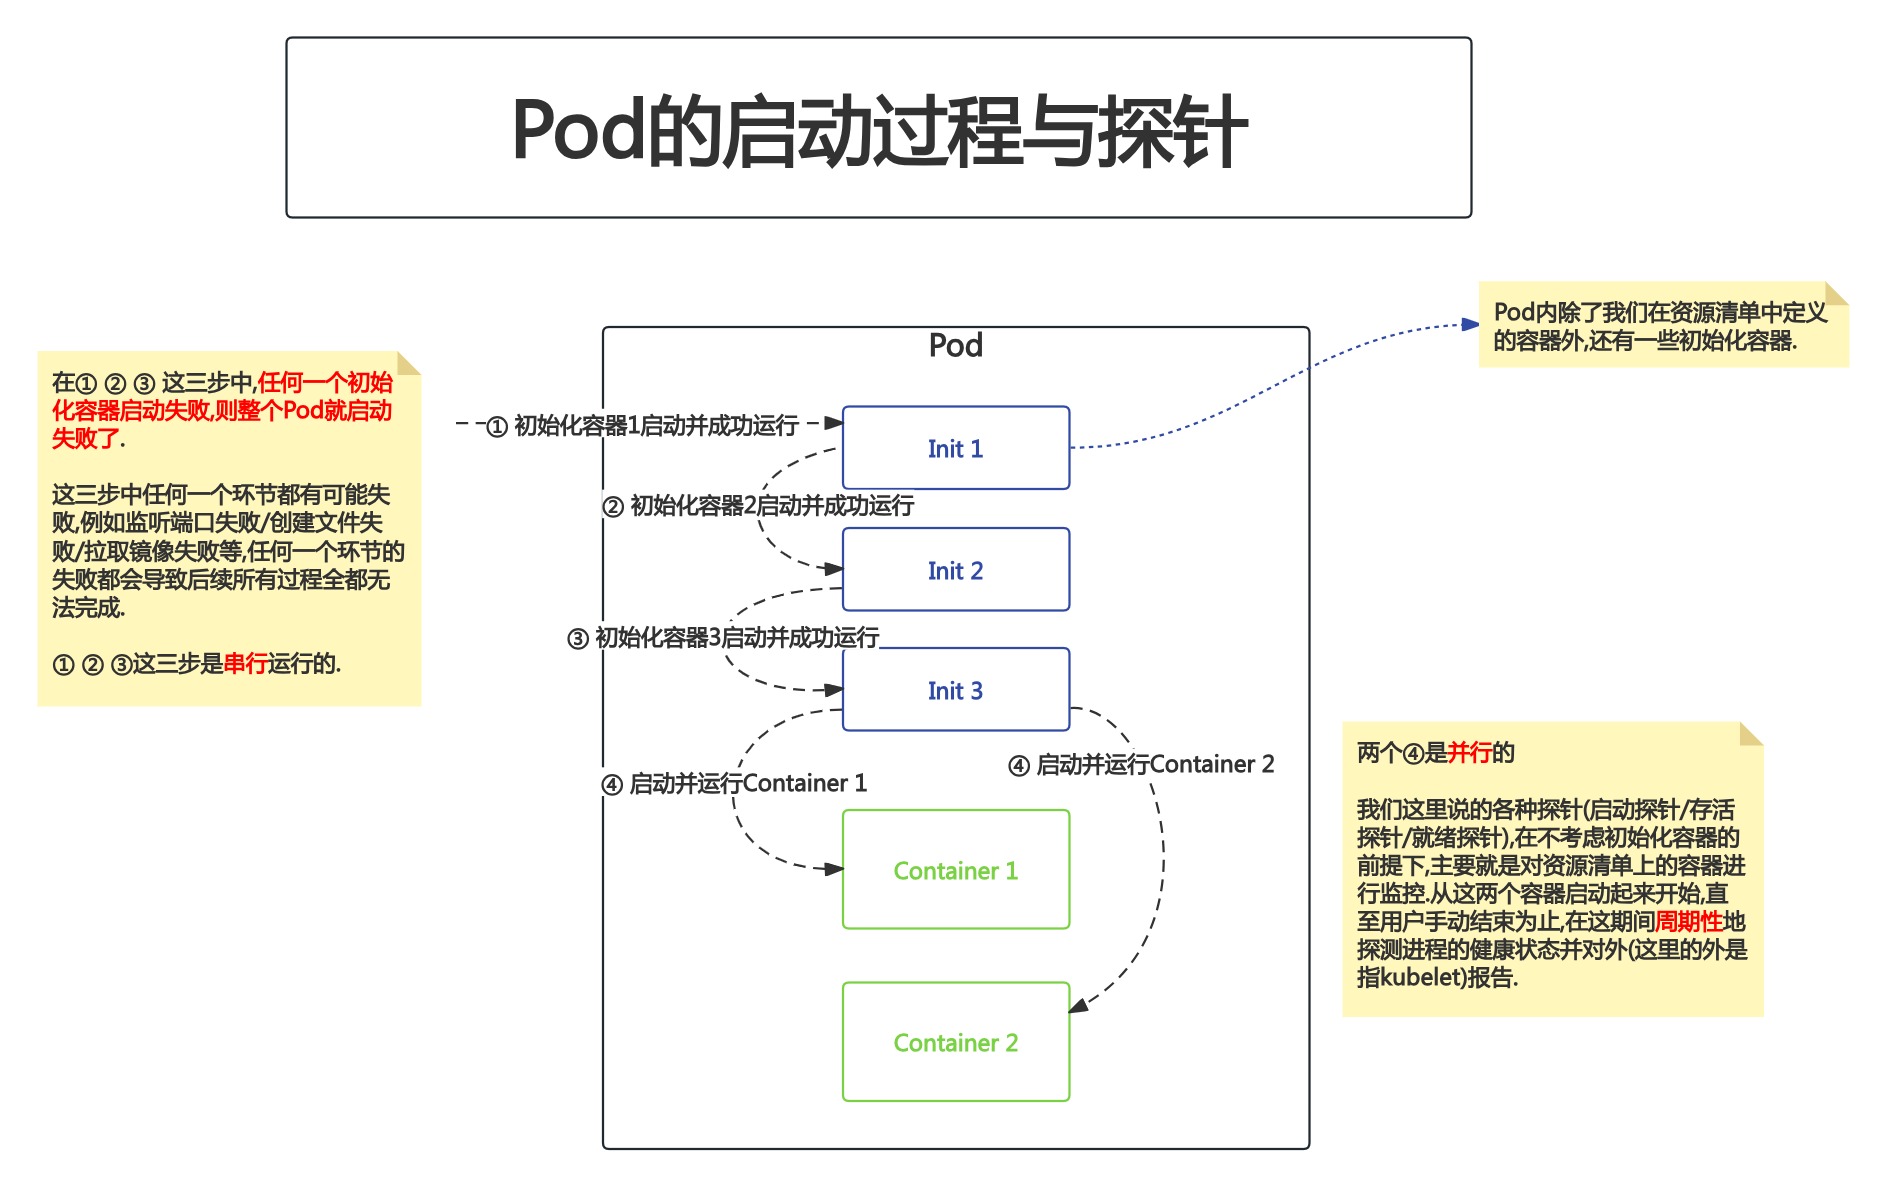 Pod的启动过程与探针
Pod内除了我们在资源清单中定义
的容器外,还有一些初始化容器.
Pod
在① ② ③ 这三步中,任何一个初始
化容器启动失败,则整个Pod就启动
失败了.
这三步中任何一个环节都有可能失
败,例如监听端口失败/创建文件失
败/拉取镜像失败等,任何一个环节的
失败都会导致后续所有过程全都无
法完成.
① ② ③这三步是串行运行的.
① 初始化容器1启动并成功运行
Init 1
② 初始化容器2启动并成功运行
Init 2
③ 初始化容器3启动并成功运行
Init 3
④ 启动并运行Container 1
④ 启动并运行Container 2
Container 1
Container 2
两个④是并行的
我们这里说的各种探针(启动探针/存活
探针/就绪探针),在不考虑初始化容器的
前提下,主要就是对资源清单上的容器进
行监控.从这两个容器启动起来开始,直
至用户手动结束为止,在这期间周期性地
探测进程的健康状态并对外(这里的外是
指kubelet)报告.